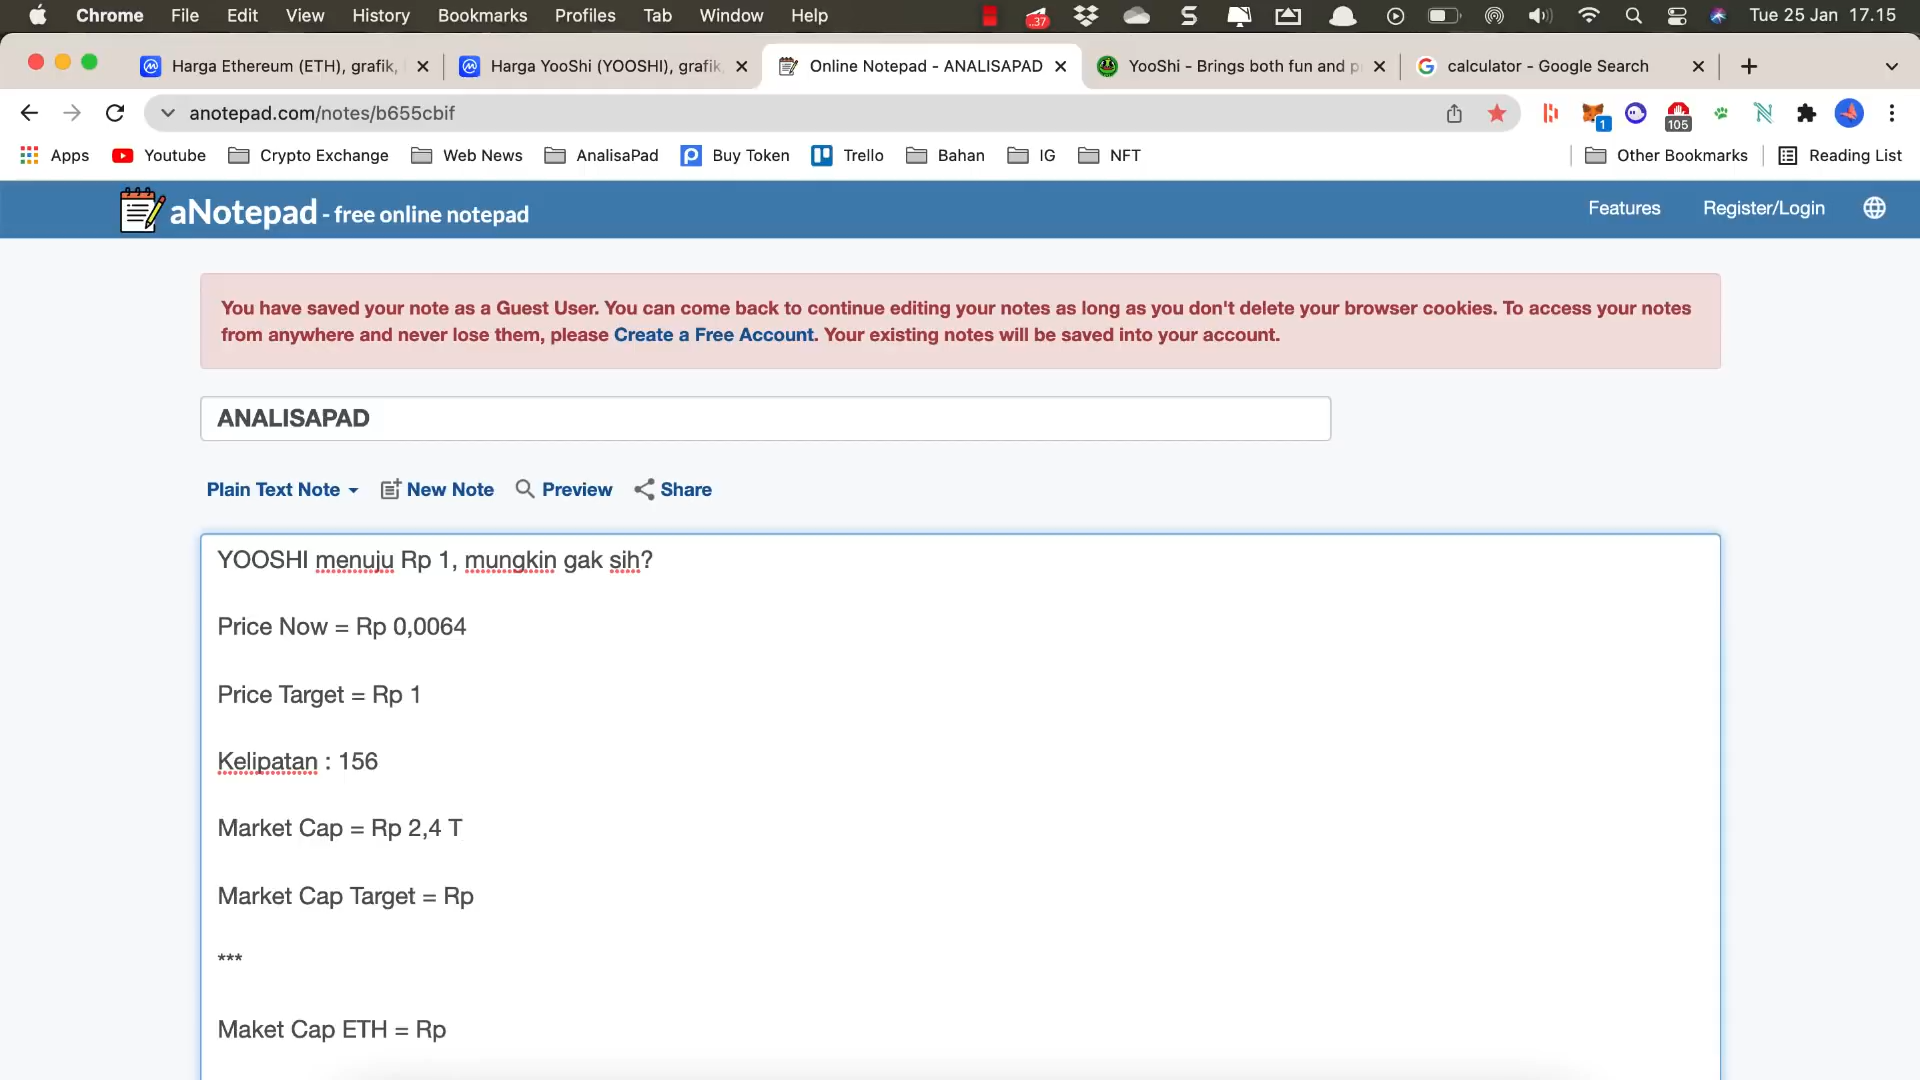 Chrome File Edit View History Bookmarks Profiles Tab Window Help 37 Tue 25 Jan 17.15
Harga Ethereum (ETH), grafik, Harga YooShi (YOOSHI), grafik, Online Notepad - ANALISAPAD YooShi - Brings both fun and p calculator - Google Search
anotepad.com/notes/b655cbif 1 105
Apps Youtube Crypto Exchange Web News AnalisaPad Buy Token Trello Bahan IG NFT Other Bookmarks Reading List
aNotepad - free online notepad Features Register/Login
You have saved your note as a Guest User. You can come back to continue editing your notes as long as you don't delete your browser cookies. To access your notes
from anywhere and never lose them, please Create a Free Account. Your existing notes will be saved into your account.
ANALISAPAD
Plain Text Note New Note Preview Share
YOOSHI menuju Rp 1, mungkin gak sih?
Price Now = Rp 0,0064
Price Target = Rp 1
Kelipatan : 156
Market Cap = Rp 2,4 T
Market Cap Target = Rp
***
Maket Cap ETH = Rp